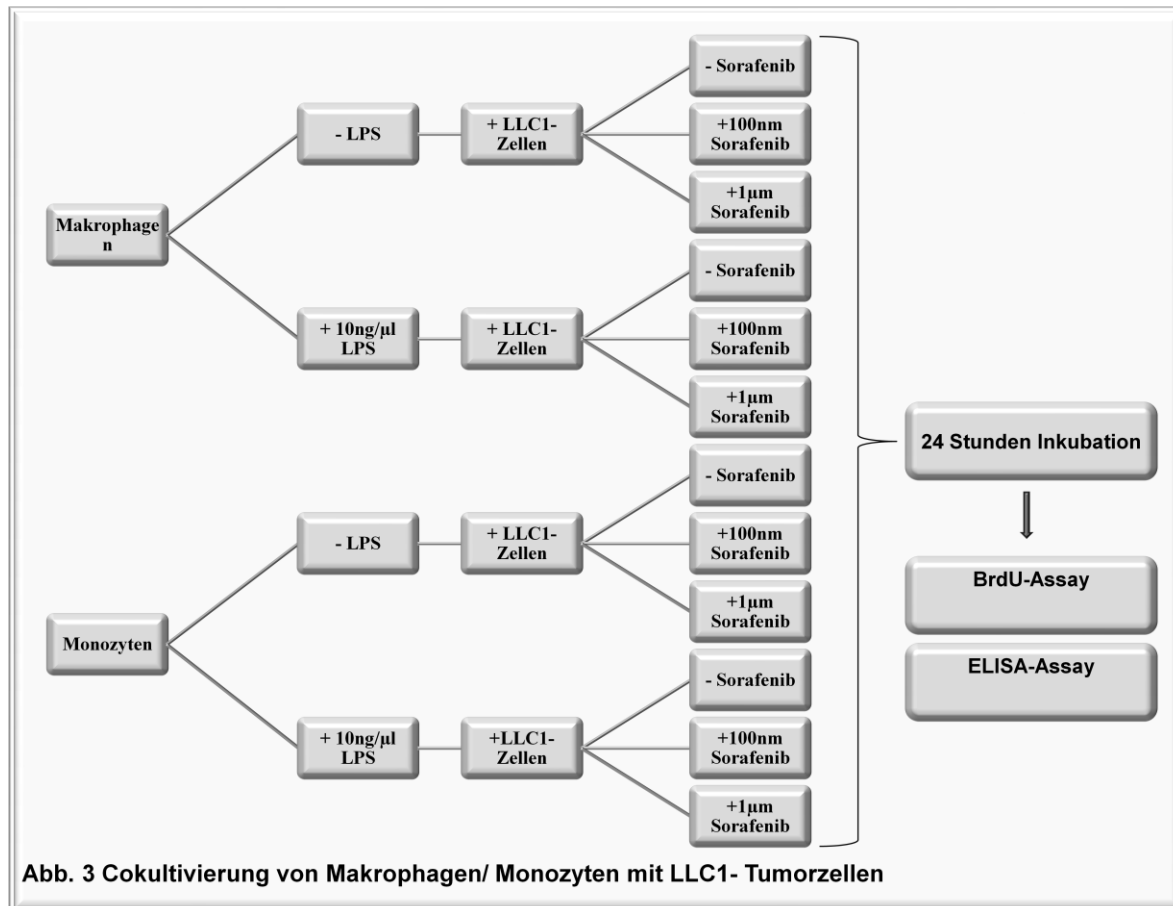 Makrophage
n
- LPS
+ LLC1-
Zellen
- Sorafenib
+100nm
Sorafenib
+1µm
Sorafenib
+ 10ng/µl
LPS
+ LLC1-
Zellen
- Sorafenib
+100nm
Sorafenib
+1µm
Sorafenib
Monozyten
- LPS
+ LLC1-
Zellen
- Sorafenib
+100nm
Sorafenib
+1µm
Sorafenib
+ 10ng/µl
LPS
+LLC1-
Zellen
- Sorafenib
+100nm
Sorafenib
+1µm
Sorafenib
24 Stunden Inkubation
BrdU-Assay
ELISA-Assay
Abb. 3 Cokultivierung von Makrophagen/ Monozyten mit LLC1- Tumorzellen